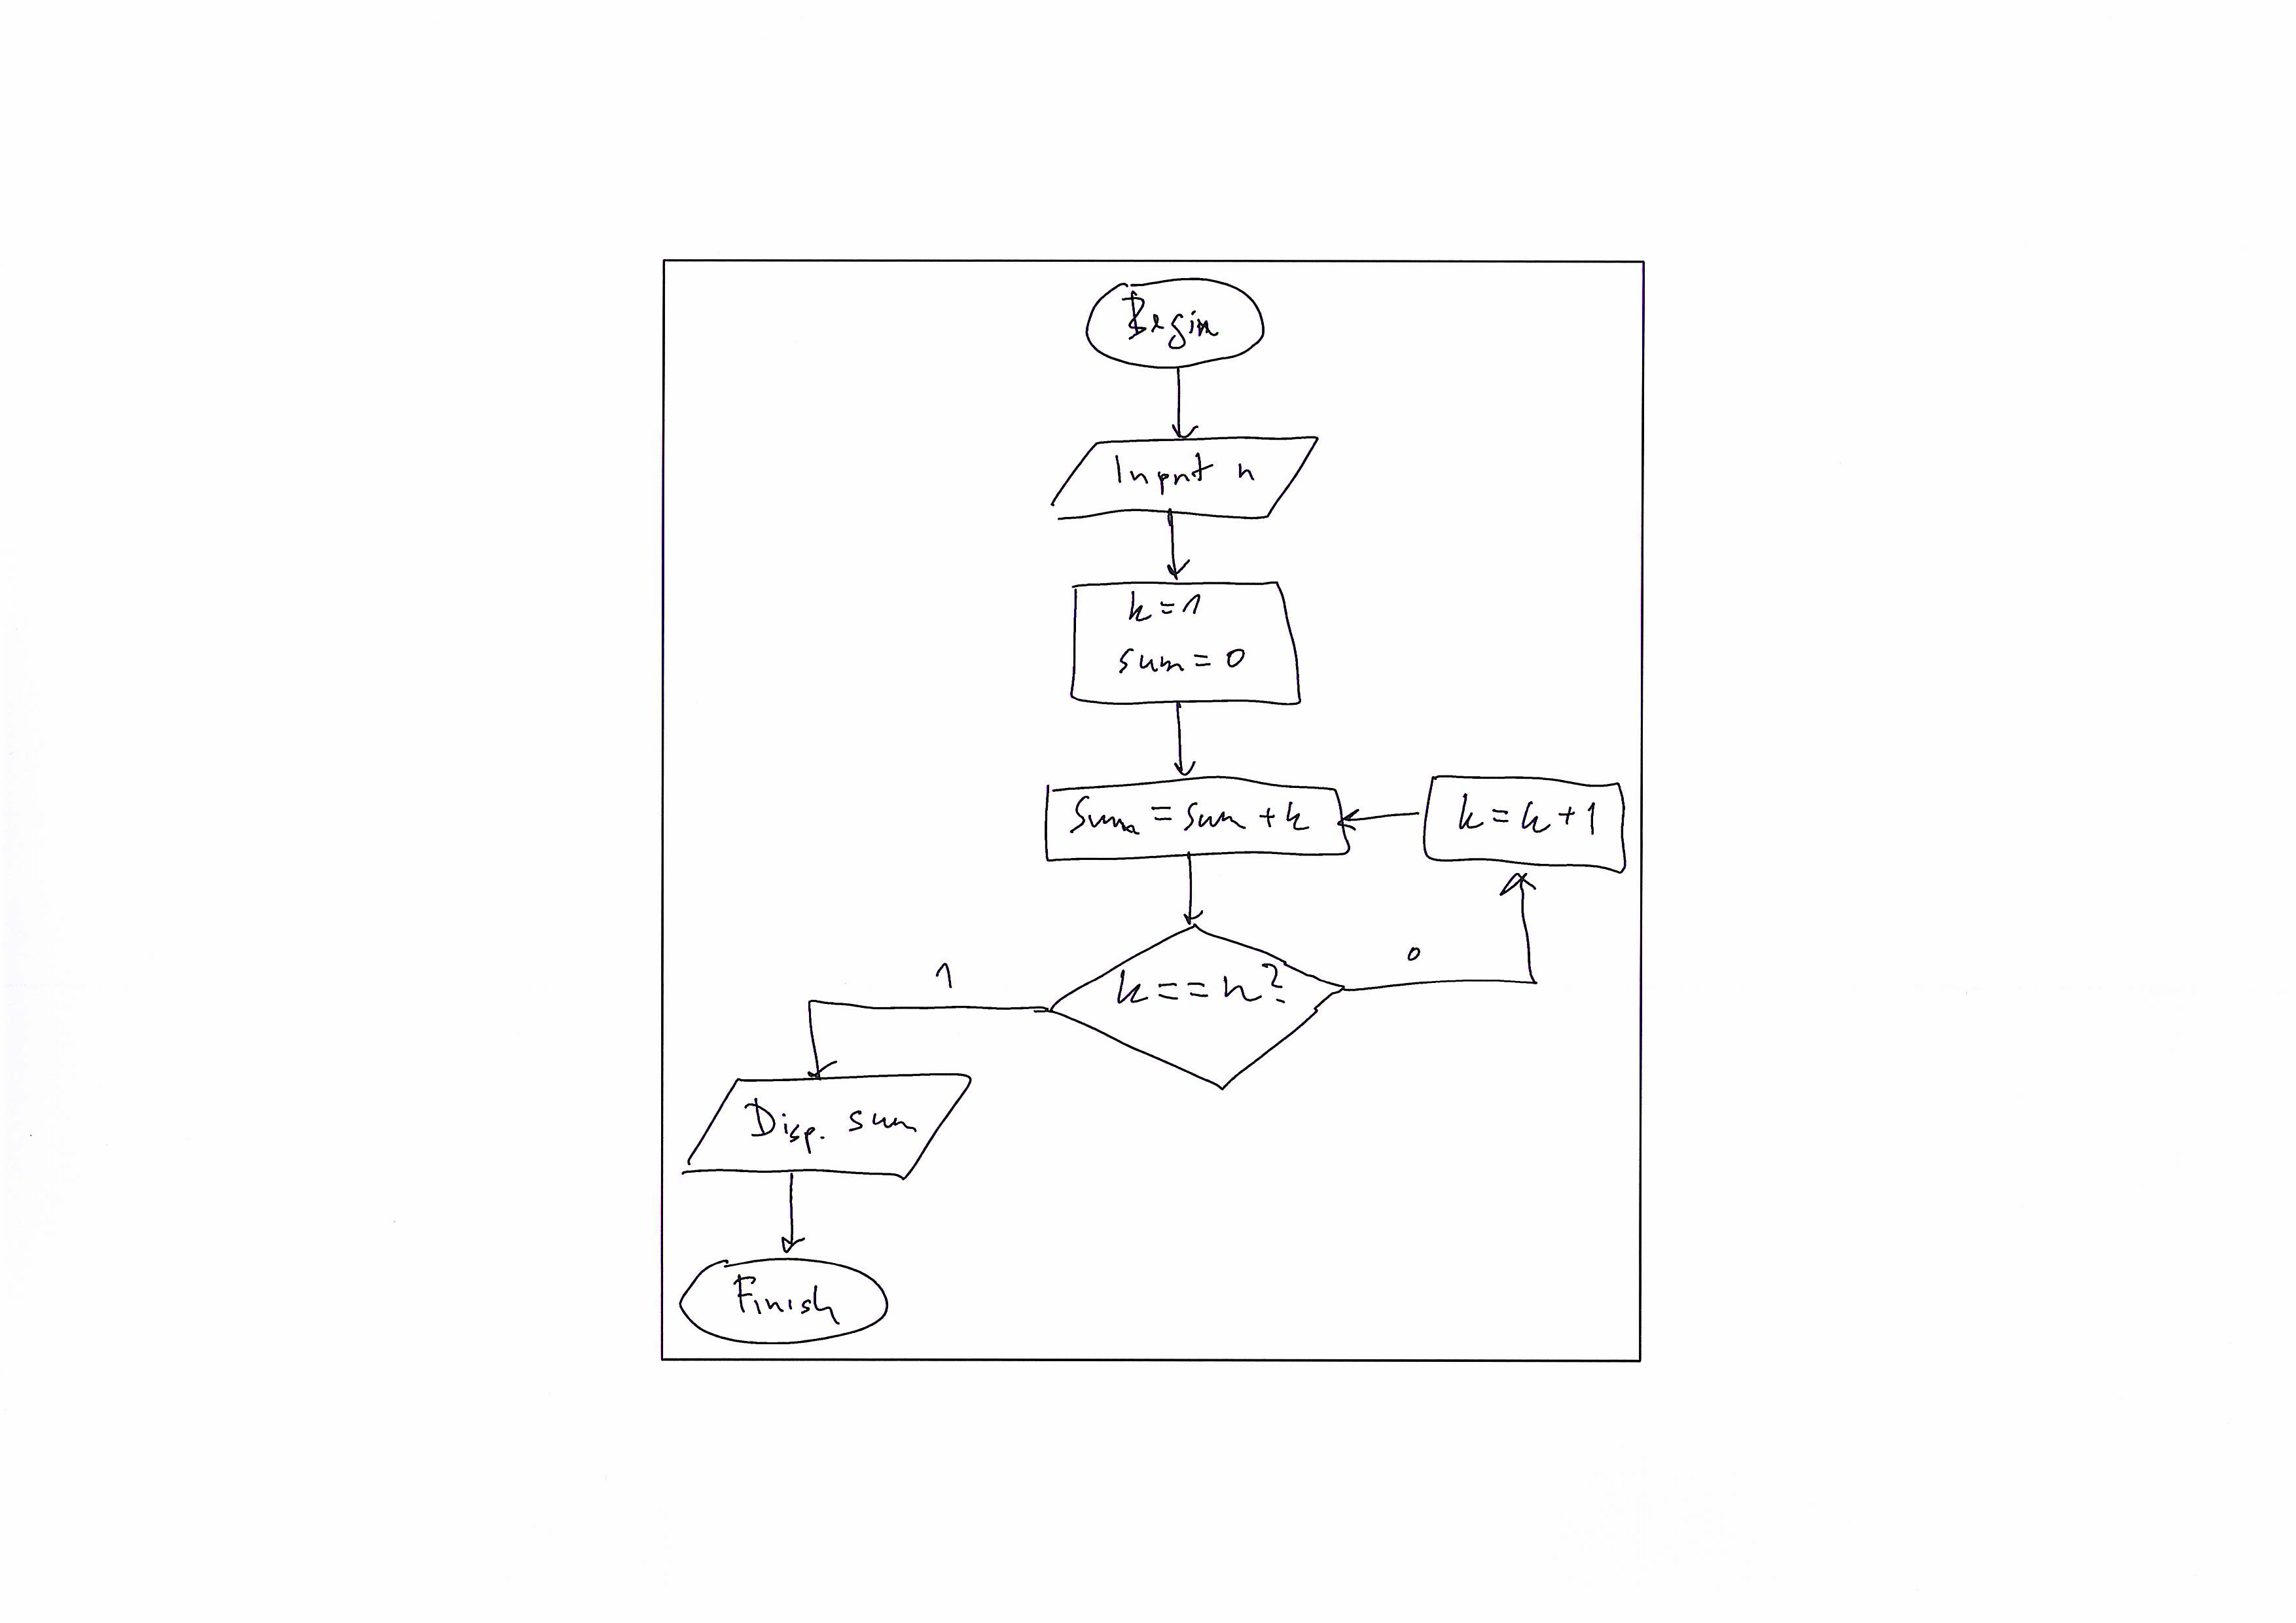 Begin
Input n
k=1
sum=0
Sum=sum+k
k=k+1
k==n?
0
1
Disp. sum
Finish